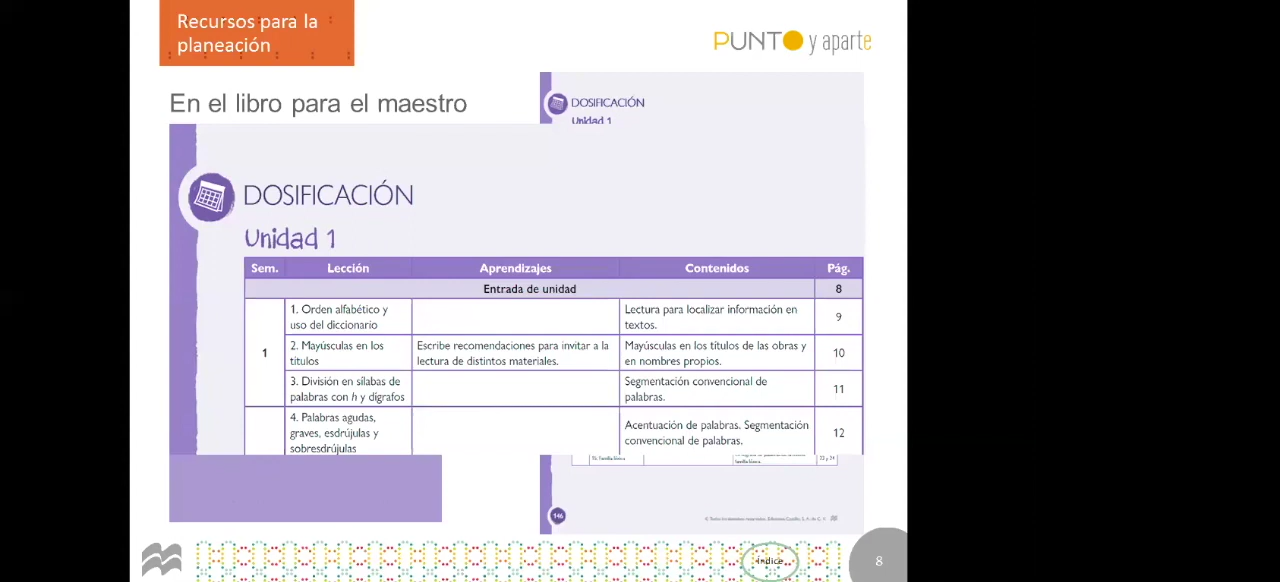 Recursos para la
planeación
PUNTO y aparte
En el libro para el maestro
DOSIFICACIÓN
Unidad 1
DOSIFICACIÓN
Unidad 1
Sem. Lección Aprendizajes Contenidos Pág.
Entrada de unidad 8
1
1. Orden alfabético y
uso del diccionario
Lectura para localizar información en
textos.
9
2. Mayúsculas en los
títulos
Escribe recomendaciones para invitar a la
lectura de distintos materiales.
Mayúsculas en los títulos de las obras y
en nombres propios.
10
3. División en sílabas de
palabras con h y dígrafos
Segmentación convencional de
palabras.
11
4. Palabras agudas,
graves, esdrújulas y
sobresdrújulas
Acentuación de palabras. Segmentación
convencional de palabras.
12
146
Índice
8